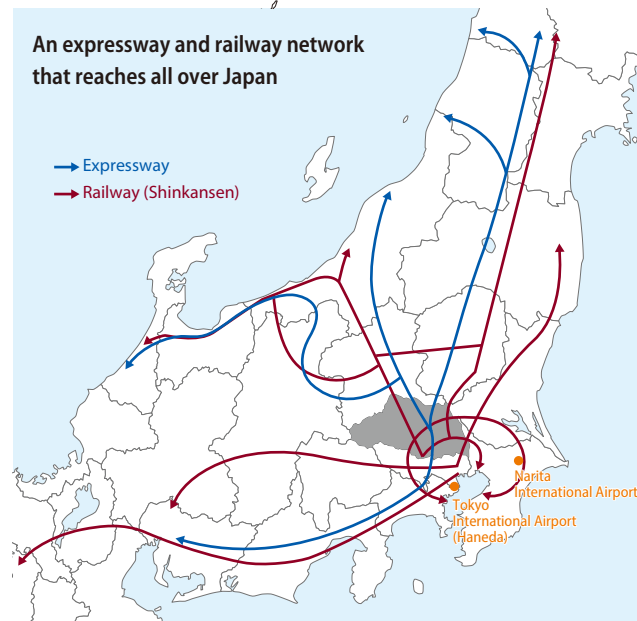 An expressway and railway network
that reaches all over Japan
Expressway
Railway (Shinkansen)
Narita
International Airport
Tokyo
International Airport
(Haneda)